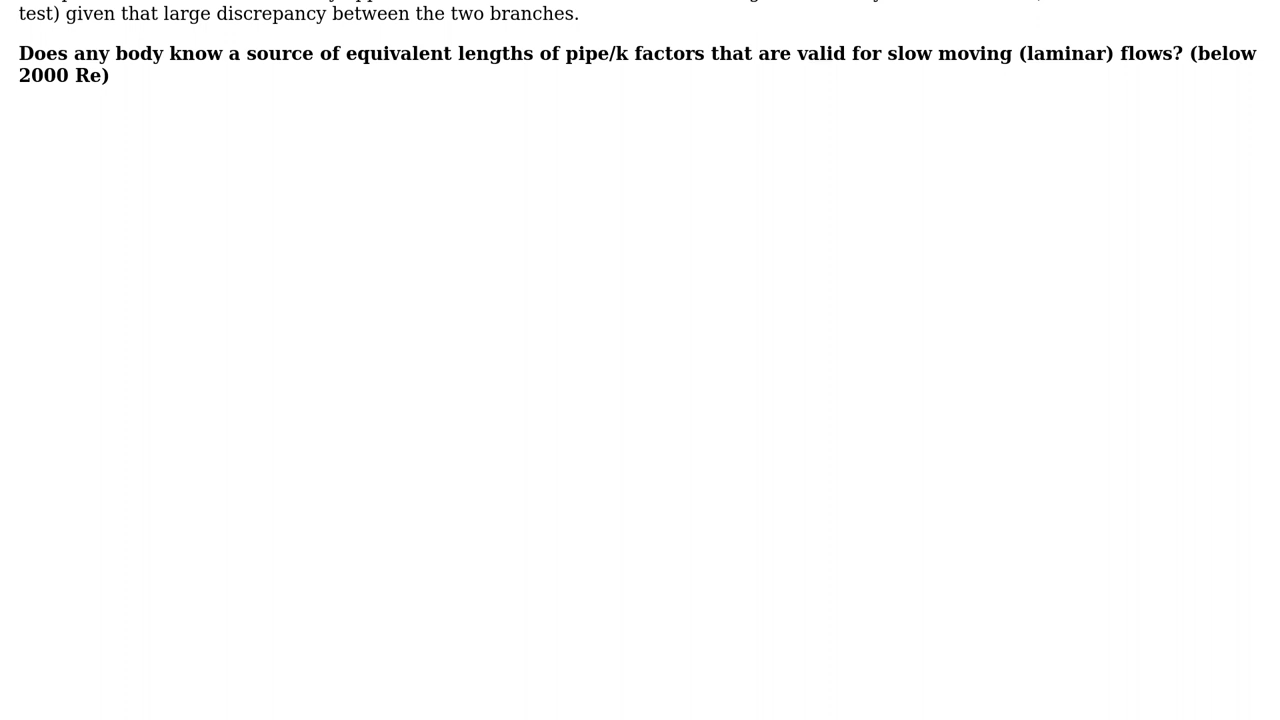 test) given that large discrepancy between the two branches.
Does any body know a source of equivalent lengths of pipe/k factors that are valid for slow moving (laminar) flows? (below
2000 Re)